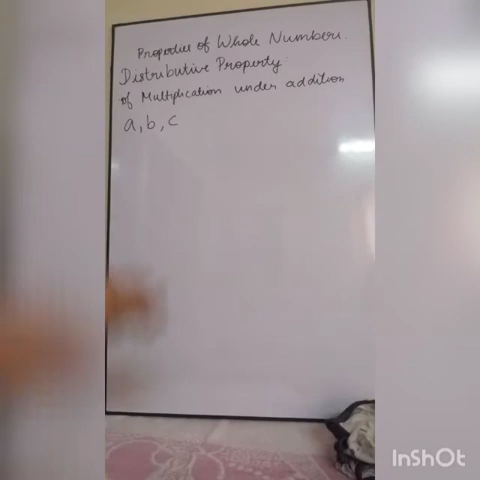 Properties of Whole Numbers.
Distributive Property
of Multiplication under addition
a, b, c
InShOt